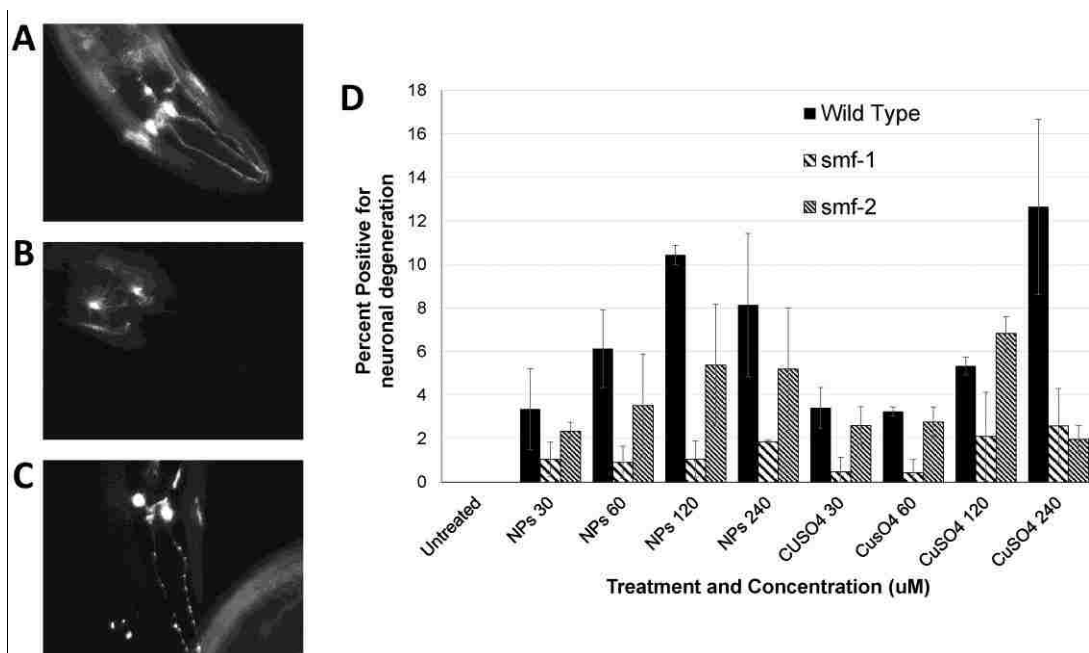 A
B
C
D
Percent Positive for
neuronal degeneration
18
16
14
12
10
8
6
4
2
0
Wild Type
smf-1
smf-2
Untreated
NPs 30
NPs 60
NPs 120
NPs 240
CUSO4 30
CusO4 60
CuSO4 120
CuSO4 240
Treatment and Concentration (uM)